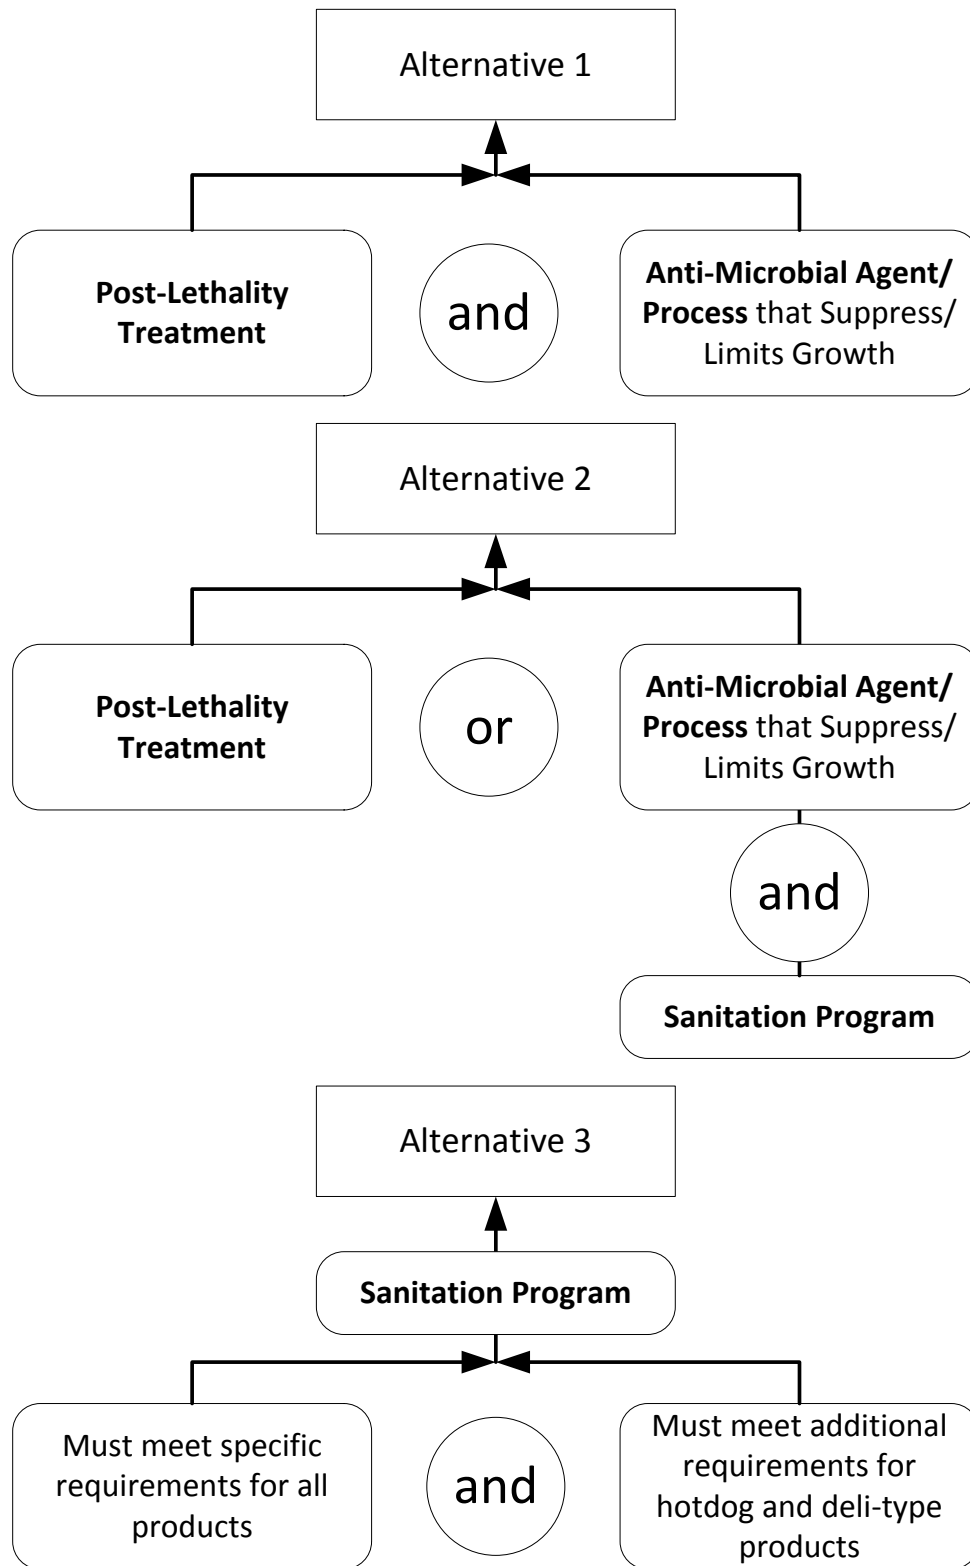 Alternative 1
Post-Lethality
Treatment
and
Anti-Microbial Agent/
Process that Suppress/
Limits Growth
Alternative 2
Post-Lethality
Treatment
or
Anti-Microbial Agent/
Process that Suppress/
Limits Growth
and
Sanitation Program
Alternative 3
Sanitation Program
Must meet specific
requirements for all
products
and
Must meet additional
requirements for
hotdog and deli-type
products